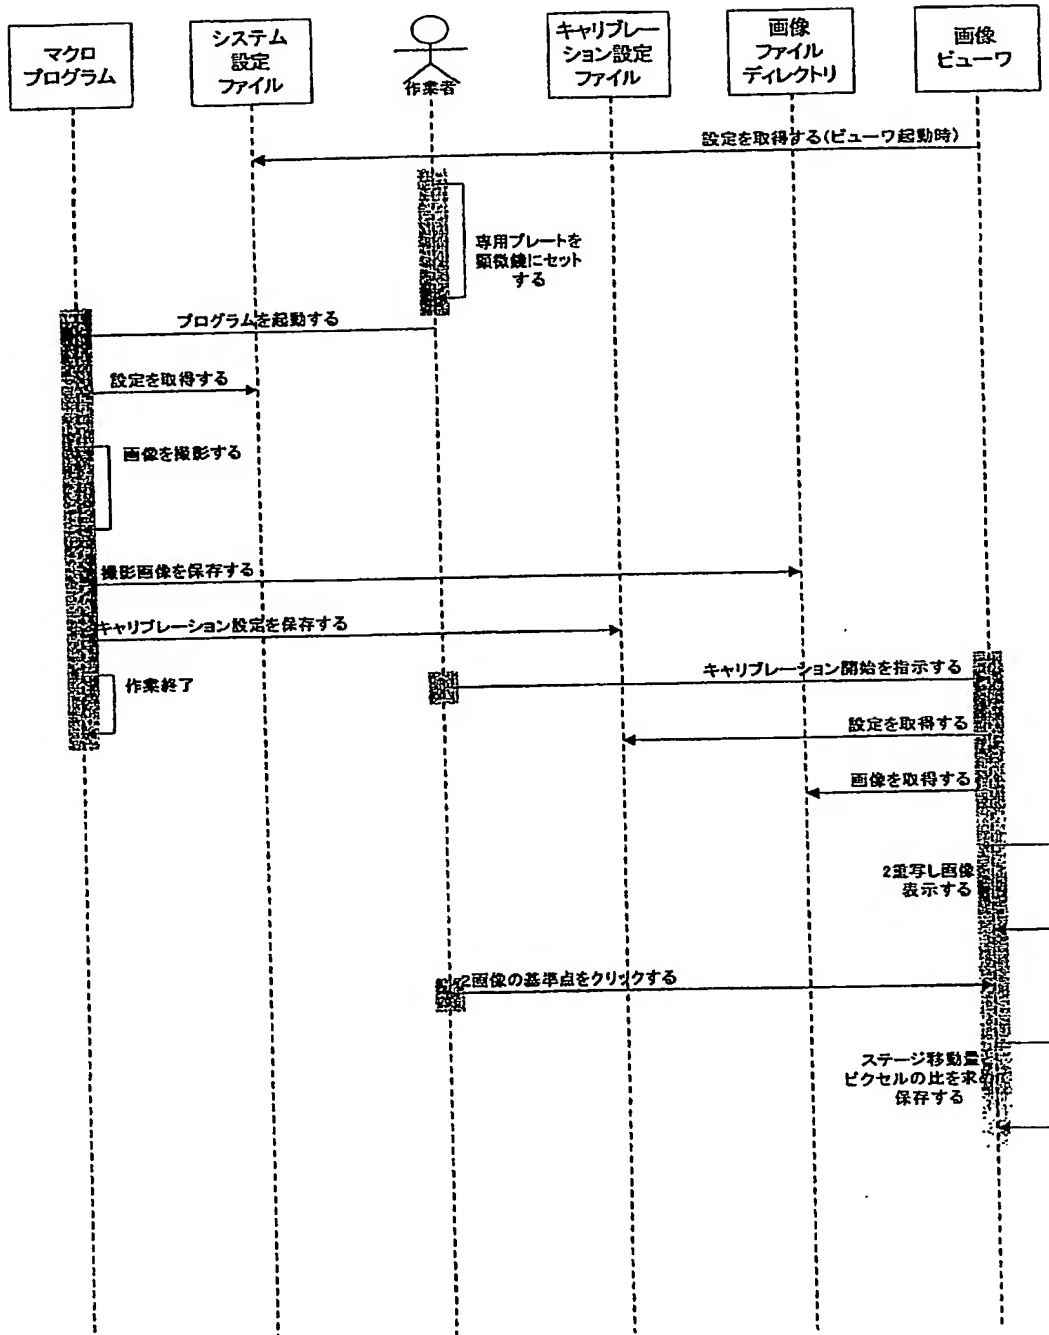 マクロ
プログラム
システム
設定
ファイル
作業者
キャリブレー
ション設定
ファイル
画像
ファイル
ディレクトリ
画像
ビューワ
設定を取得する(ビューワ起動時)
専用プレートを
顕微鏡にセット
する
プログラムを起動する
設定を取得する
画像を撮影する
撮影画像を保存する
キャリブレーション設定を保存する
作業終了
キャリブレーション開始を指示する
設定を取得する
画像を取得する
2重写し画像
表示する
2画像の基準点をクリックする
ステージ移動量
ピクセルの比を求めて
保存する